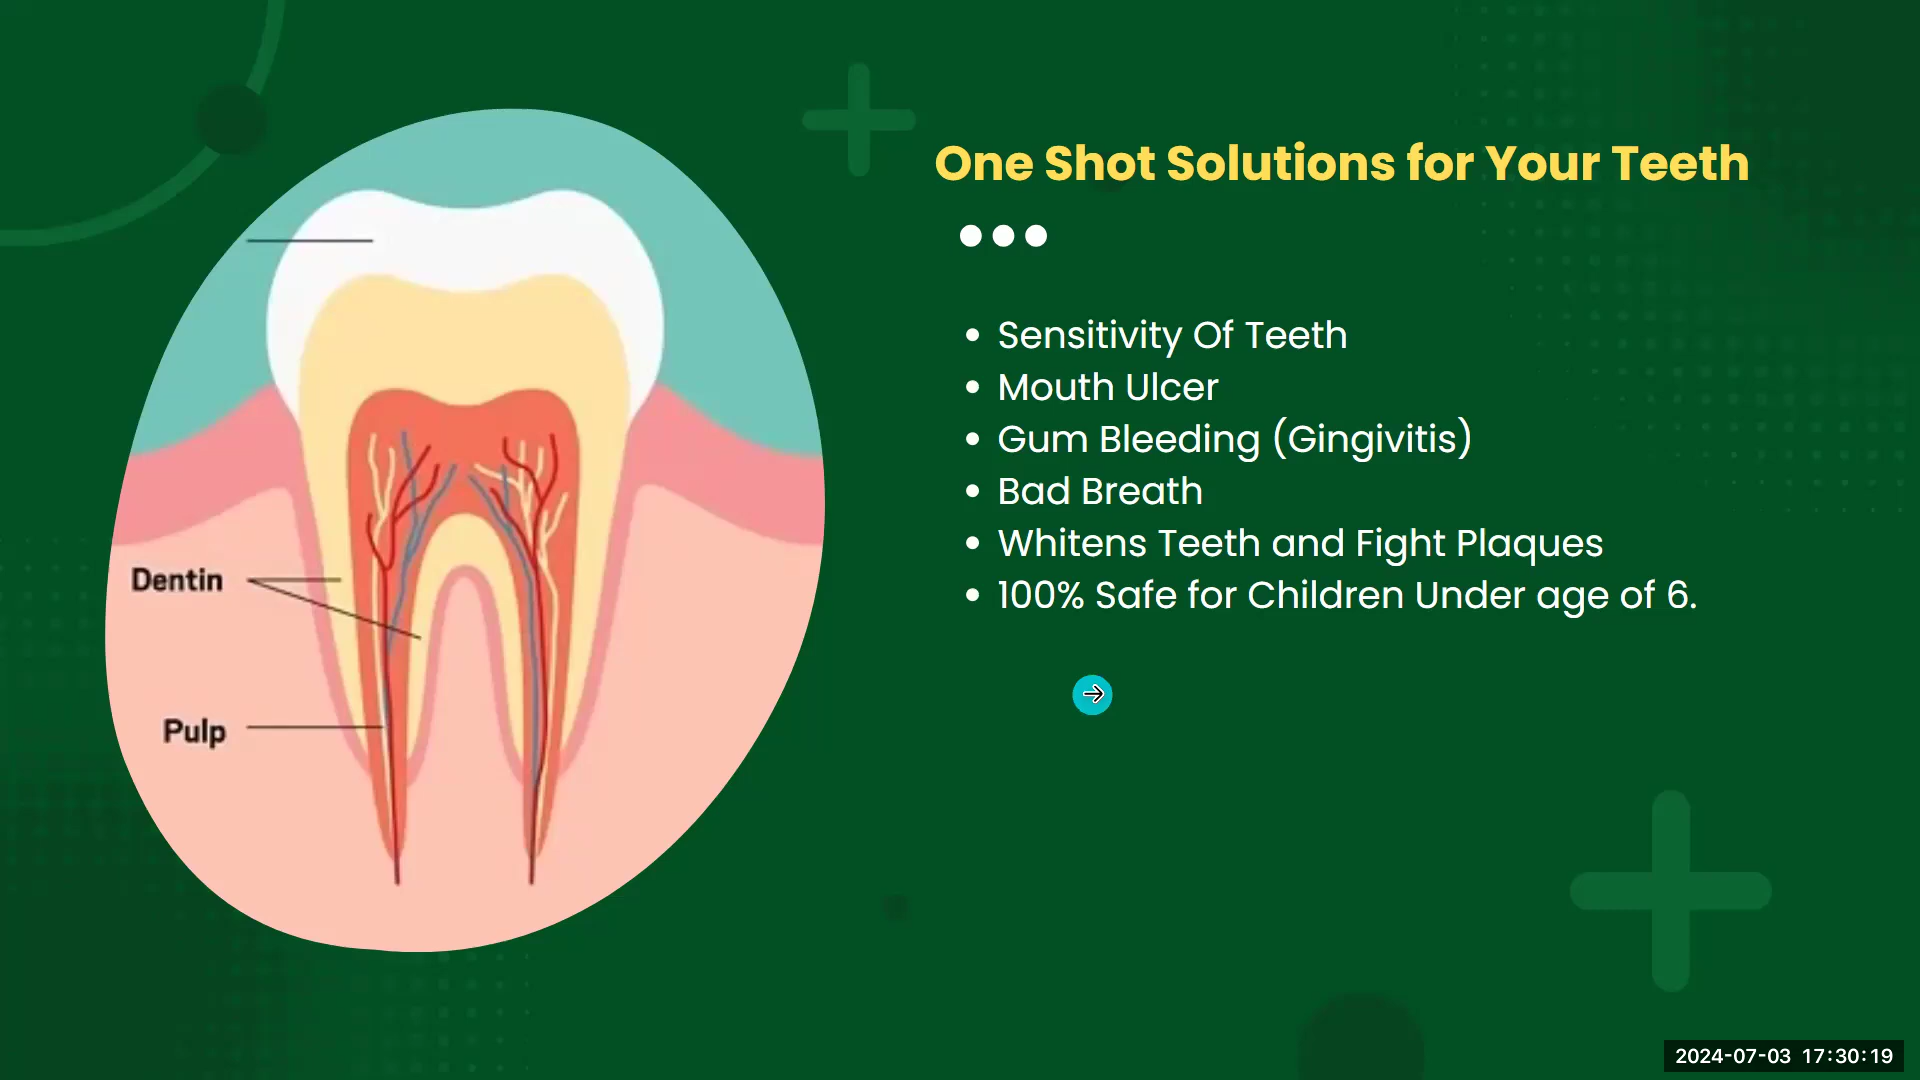 One Shot Solutions for Your Teeth
• Sensitivity Of Teeth
• Mouth Ulcer
• Gum Bleeding (Gingivitis)
• Bad Breath
• Whitens Teeth and Fight Plaques
• 100% Safe for Children Under age of 6.
Dentin
Pulp
2024-07-03 17:30:19